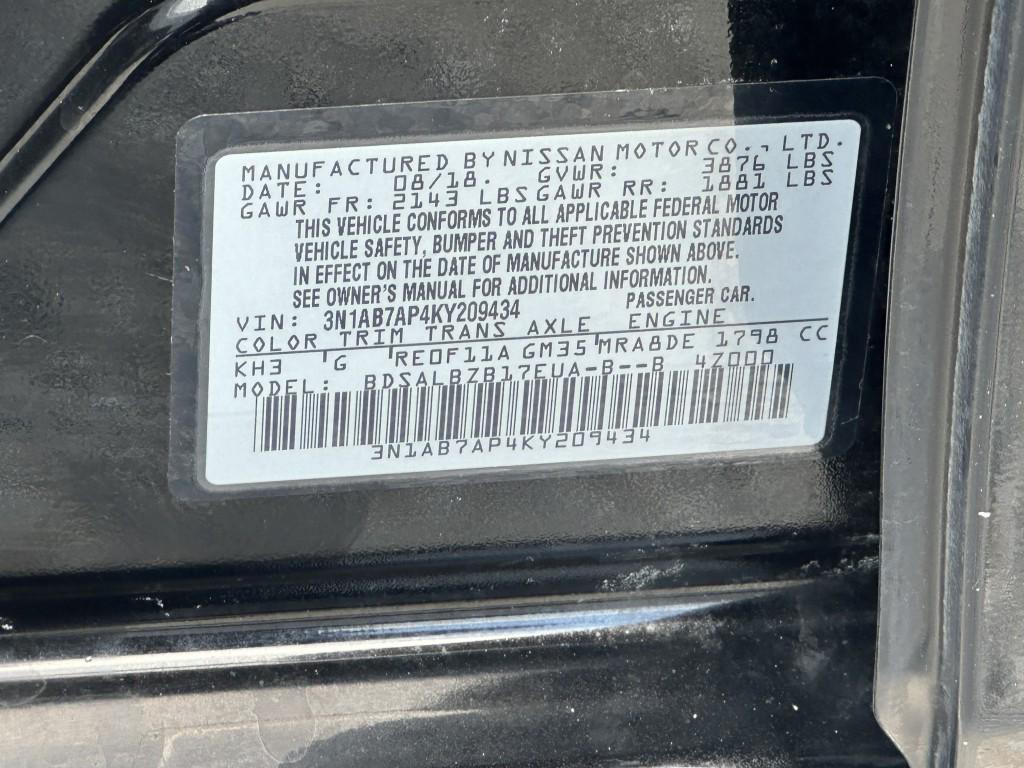 MANUFACTURED BY NISSAN MOTOR CO., LTD.
DATE: 08/18. GVWR: 3876 LBS
GAWR FR: 2143 LBS GAWR RR: 1881 LBS
THIS VEHICLE CONFORMS TO ALL APPLICABLE FEDERAL MOTOR
VEHICLE SAFETY, BUMPER AND THEFT PREVENTION STANDARDS
IN EFFECT ON THE DATE OF MANUFACTURE SHOWN ABOVE.
SEE OWNER'S MANUAL FOR ADDITIONAL INFORMATION.
VIN: 3N1AB7AP4KY209434 PASSENGER CAR.
COLOR TRIM TRANS AXLE ENGINE
KH3 G RE0F11A GM35 MRA8DE 1798 CC
MODEL: BDSALBZB17EUA-B--B 4Z000
3N1AB7AP4KY209434